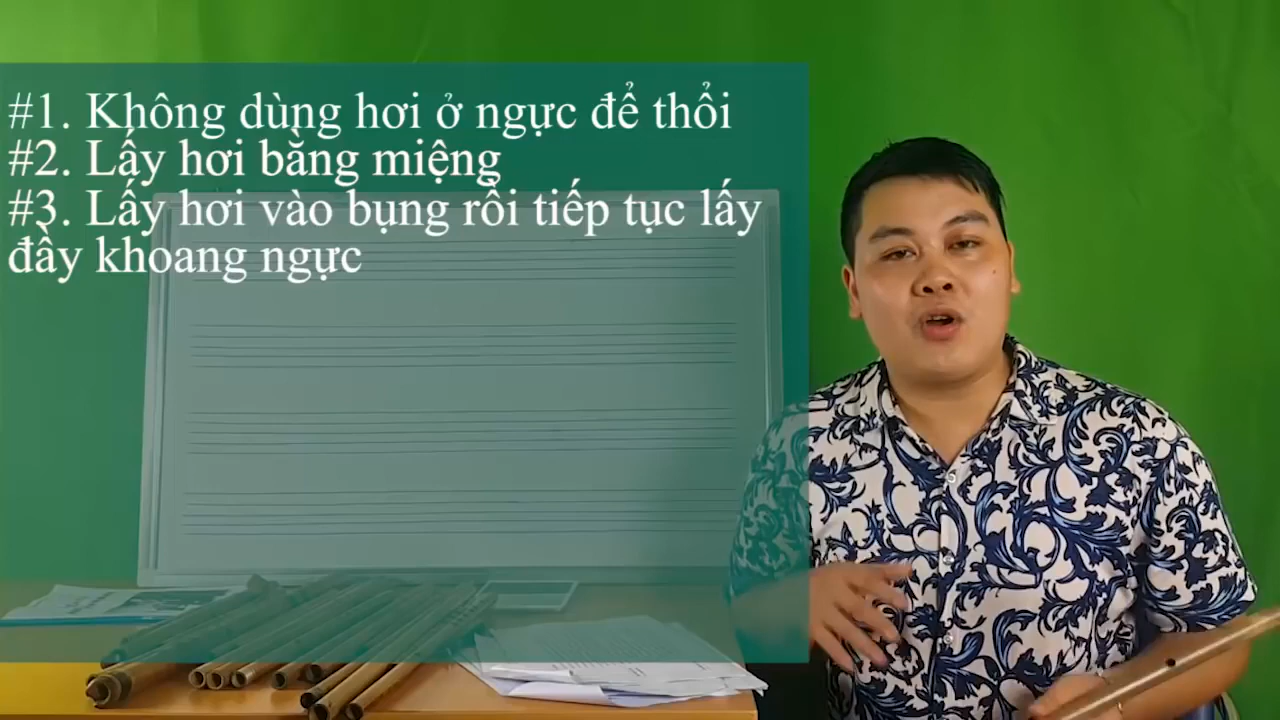 #1. Không dùng hơi ở ngực để thổi
#2. Lấy hơi bằng miệng
#3. Lấy hơi vào bụng rồi tiếp tục lấy
đầy khoang ngực